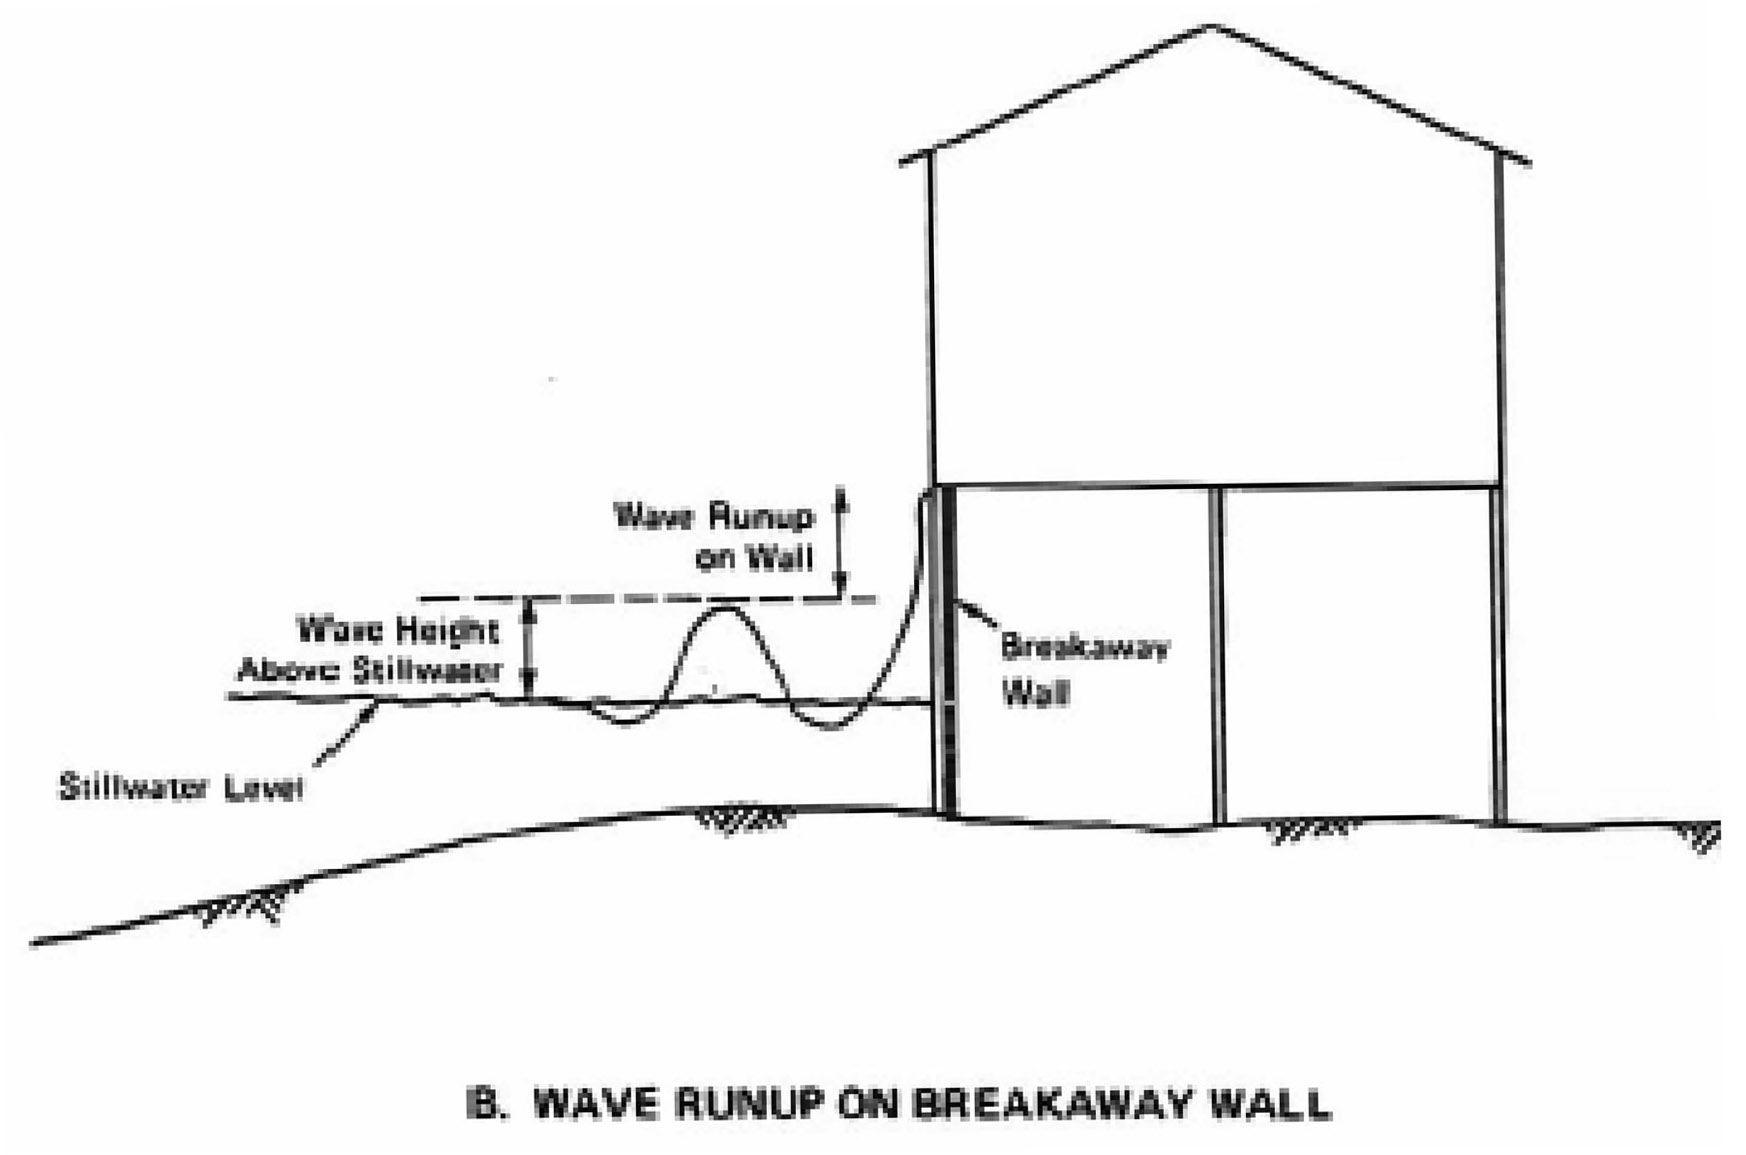 Wave Runup
on Wall
Wave Height
Above Stillwater
Breakaway
Wall
Stillwater Level
B. WAVE RUNUP ON BREAKAWAY WALL